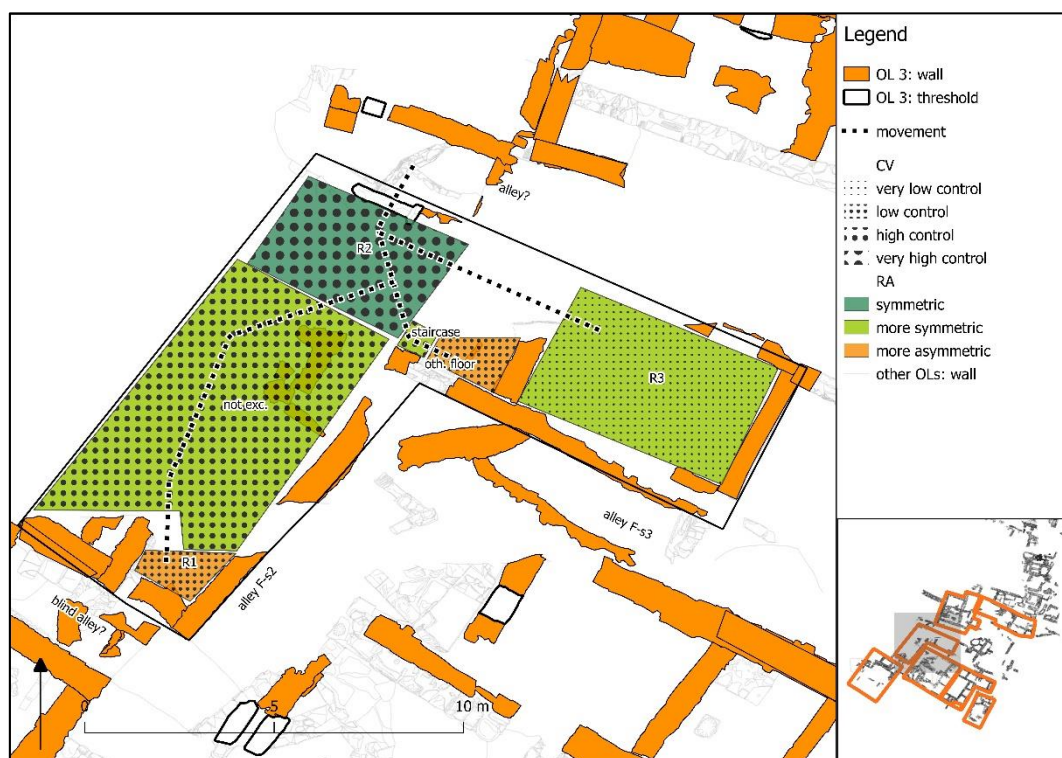 alley?
R2
staircase
oth. floor
R3
not exc.
alley F-s3
R1
alley F-s2
blind alley?
0
5
10 m
Legend
OL 3: wall
OL 3: threshold
movement
CV
very low control
low control
high control
very high control
RA
symmetric
more symmetric
more asymmetric
other OLs: wall